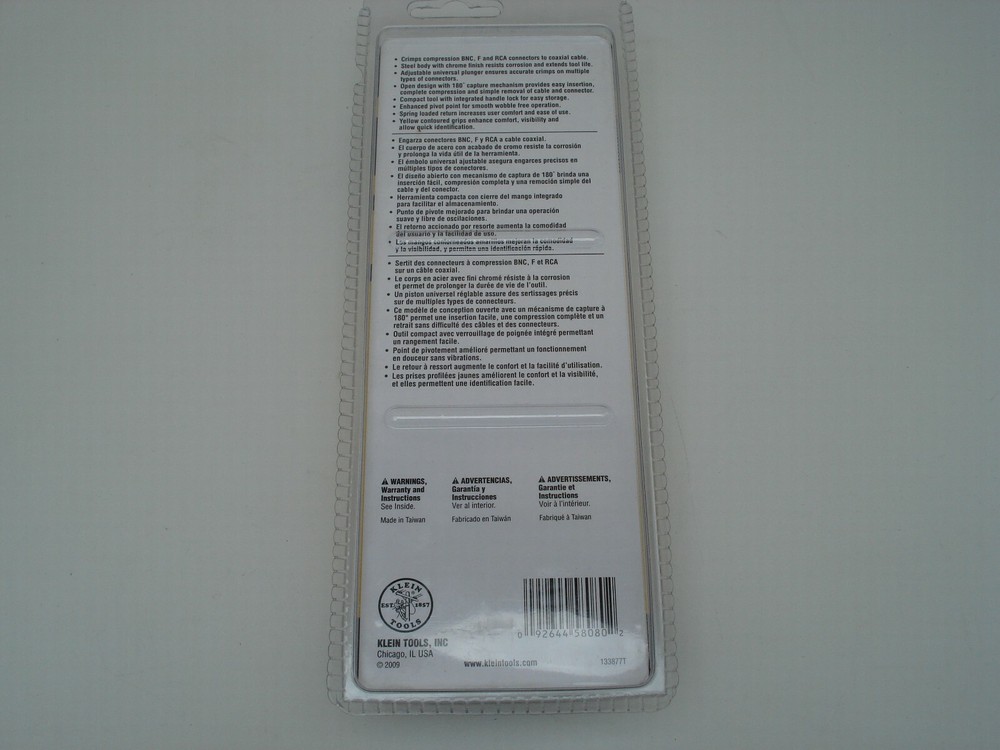 • Crimps compression BNC, F and RCA connectors to coaxial cable.
• Steel body with chrome finish resists corrosion and extends tool life.
• Adjustable universal plunger ensures accurate crimps on multiple
types of connectors.
• Open design with 180° capture mechanism provides easy insertion,
complete compression and simple removal of cable and connector.
• Compact tool with integrated handle lock for easy storage.
• Enhanced pivot point for smooth wobble free operation.
• Spring loaded return increases user comfort and ease of use.
• Yellow contoured grips enhance comfort, visibility and
allow quick identification.
• Engarza conectores BNC, F y RCA a cable coaxial.
• El cuerpo de acero con acabado de cromo resiste la corrosión
y prolonga la vida útil de la herramienta.
• El émbolo universal ajustable asegura engarces precisos en
múltiples tipos de conectores.
• El diseño abierto con mecanismo de captura de 180° brinda una
inserción fácil, compresión completa y una remoción simple del
cable y del conector.
• Herramienta compacta con cierre del mango integrado
para facilitar el almacenamiento.
• Punto de pivote mejorado para brindar una operación
suave y libre de oscilaciones.
• El retorno accionado por resorte aumenta la comodidad
del usuario y la facilidad de uso.
• Los mangos contorneados amarillos mejoran la comodidad
y la visibilidad, y permiten una identificación rápida.
• Sertit des connecteurs à compression BNC, F et RCA
sur un câble coaxial.
• Le corps en acier avec fini chromé résiste à la corrosion
et permet de prolonger la durée de vie de l'outil.
• Un piston universel réglable assure des sertissages précis
sur de multiples types de connecteurs.
• Ce modèle de conception ouverte avec un mécanisme de capture à
180° permet une insertion facile, une compression complète et un
retrait sans difficulté des câbles et des connecteurs.
• Outil compact avec verrouillage de poignée intégré permettant
un rangement facile.
• Point de pivotement amélioré permettant un fonctionnement
en douceur sans vibrations.
• Le retour à ressort augmente le confort et la facilité d'utilisation.
• Les prises profilées jaunes améliorent le confort et la visibilité,
et elles permettent une identification facile.
⚠ WARNINGS,
Warranty and
Instructions
See Inside.
Made in Taiwan
⚠ ADVERTENCIAS,
Garantía y
Instrucciones
Ver al interior.
Fabricado en Taiwán
⚠ ADVERTISSEMENTS,
Garantie et
Instructions
Voir à l'intérieur.
Fabriqué à Taiwan
KLEIN
EST. 1857
TOOLS
KLEIN TOOLS, INC
Chicago, IL USA
© 2009
www.kleintools.com
0 92644 58080 2
133877T